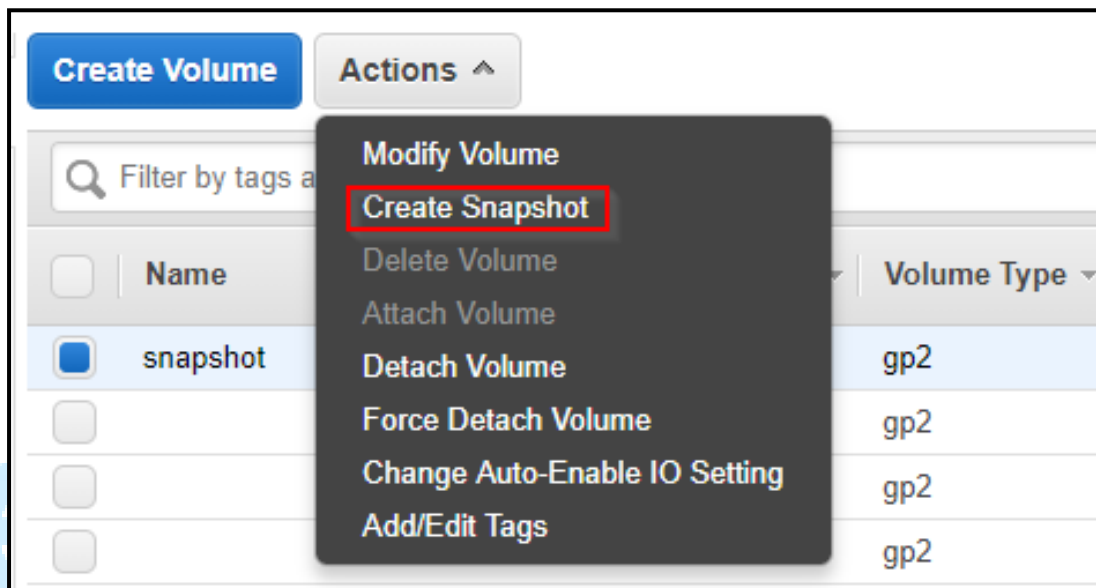 Create Volume Actions
Filter by tags a
Modify Volume
Create Snapshot
Delete Volume
Attach Volume
Detach Volume
Force Detach Volume
Change Auto-Enable IO Setting
Add/Edit Tags
Name Volume Type
snapshot gp2
gp2
gp2
gp2